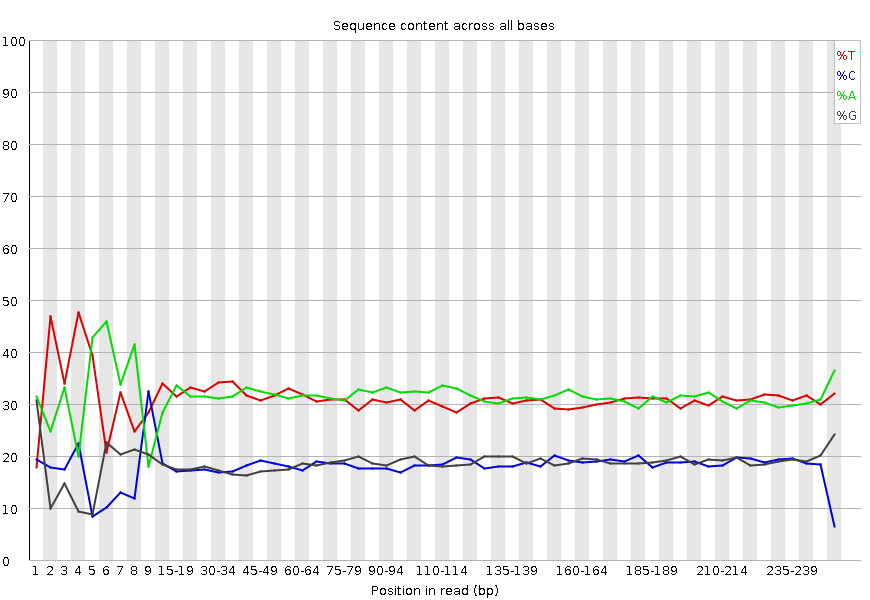 Sequence content across all bases
100
90
80
70
60
50
40
30
20
10
0
%T
%C
%A
%G
1 2 3 4 5 6 7 8 9 15-19 30-34 45-49 60-64 75-79 90-94 110-114 135-139 160-164 185-189 210-214 235-239
Position in read (bp)